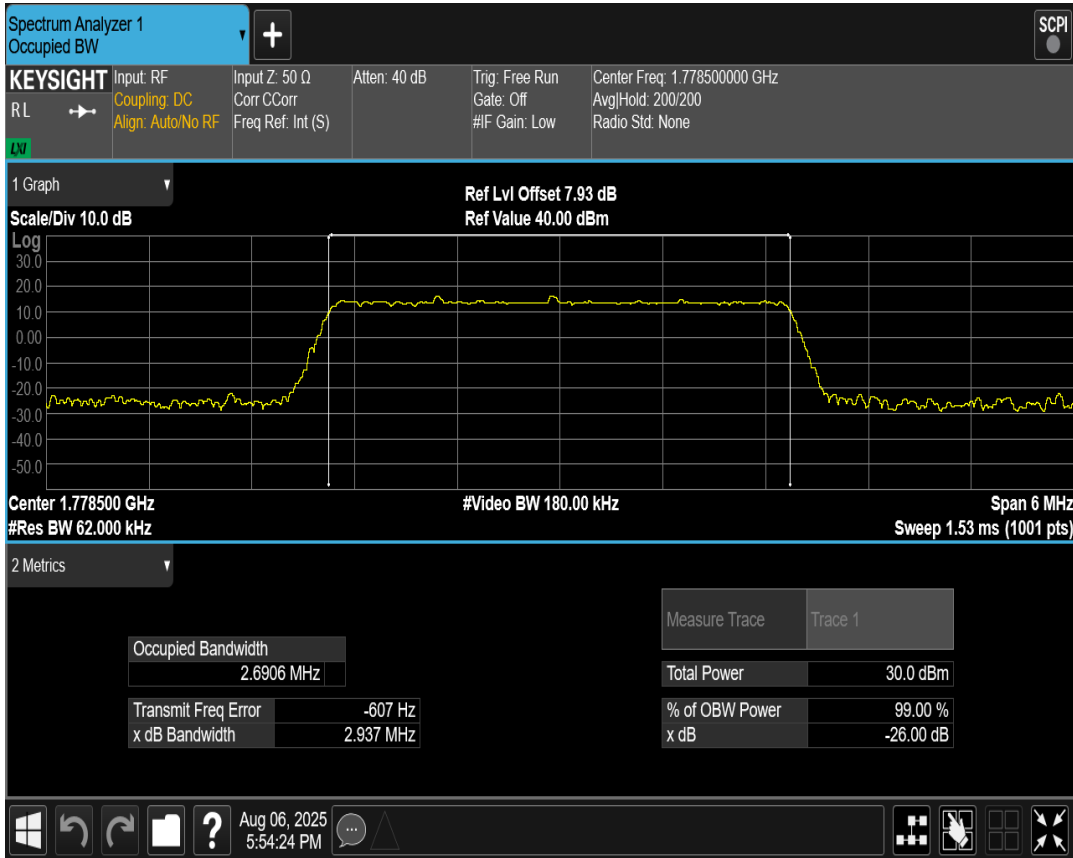 Spectrum Analyzer 1
Occupied BW
+
SCPI
KEYSIGHT
R L
LXI
Input: RF
Coupling: DC
Align: Auto/No RF
Input Z: 50 Ω
Corr CCorr
Freq Ref: Int (S)
Atten: 40 dB
Trig: Free Run
Gate: Off
#IF Gain: Low
Center Freq: 1.778500000 GHz
Avg|Hold: 200/200
Radio Std: None
1 Graph
Scale/Div 10.0 dB
Ref Lvl Offset 7.93 dB
Ref Value 40.00 dBm
Log
30.0
20.0
10.0
0.00
-10.0
-20.0
-30.0
-40.0
-50.0
Center 1.778500 GHz
#Video BW 180.00 kHz
Span 6 MHz
#Res BW 62.000 kHz
Sweep 1.53 ms (1001 pts)
2 Metrics
Measure Trace
Trace 1
Occupied Bandwidth
2.6906 MHz
Total Power
30.0 dBm
Transmit Freq Error
-607 Hz
% of OBW Power
99.00 %
x dB Bandwidth
2.937 MHz
x dB
-26.00 dB
?
Aug 06, 2025
5:54:24 PM